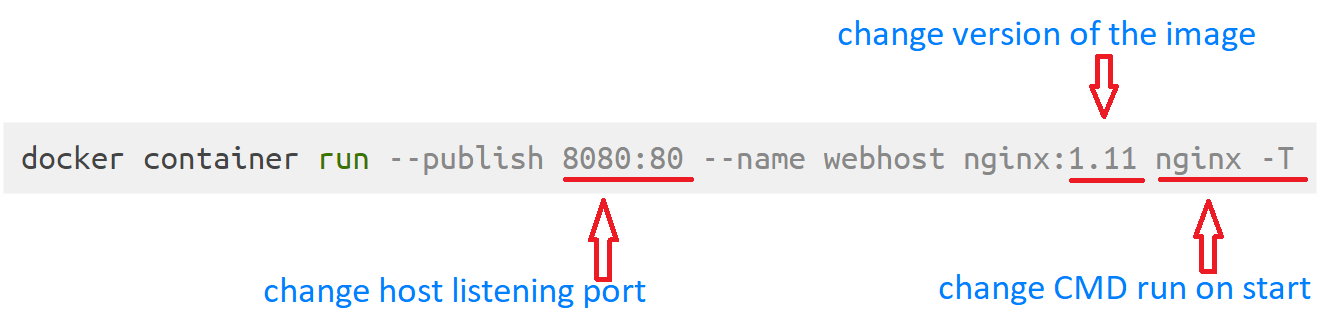 change version of the image
docker container run --publish 8080:80 --name webhost nginx:1.11 nginx -T
change host listening port
change CMD run on start